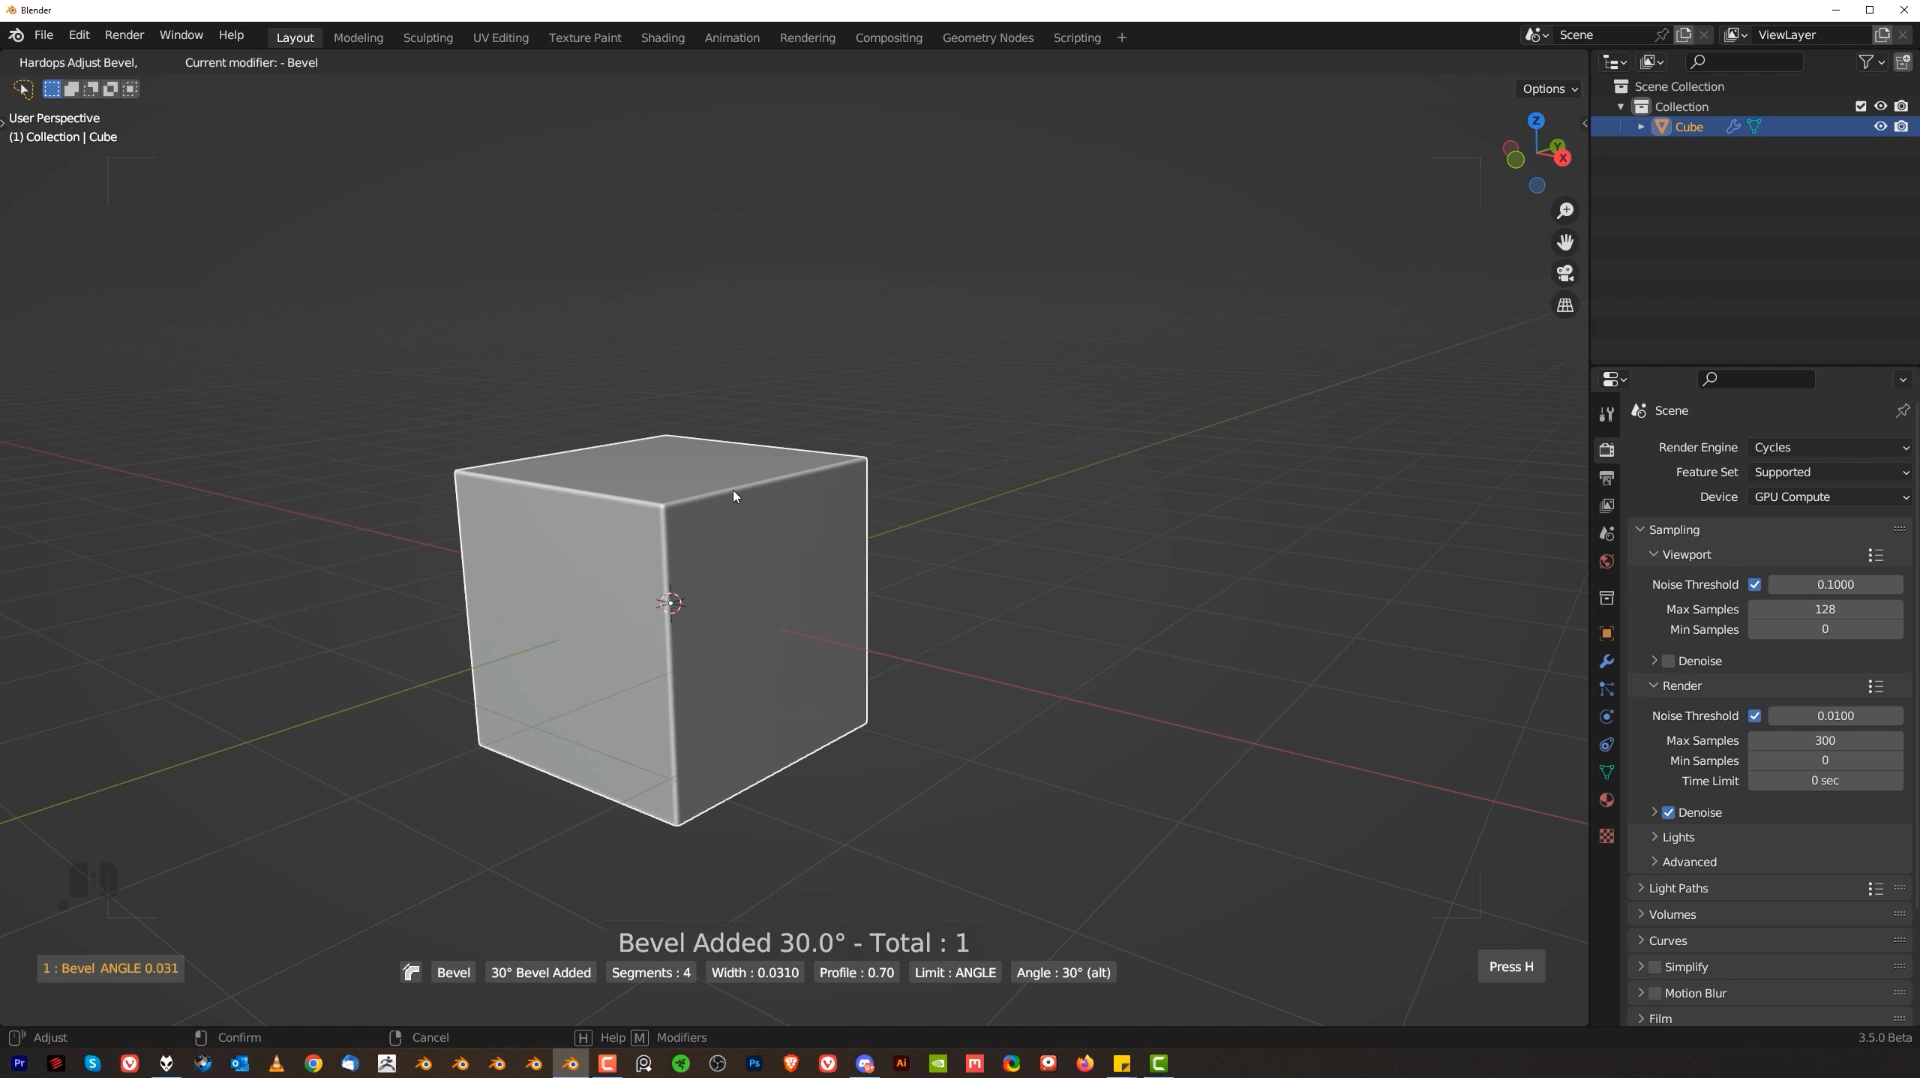 Blender
File Edit Render Window Help Layout Modeling Sculpting UV Editing Texture Paint Shading Animation Rendering Compositing Geometry Nodes Scripting + Scene ViewLayer
Hardops Adjust Bevel, Current modifier: - Bevel
Options
User Perspective
(1) Collection | Cube
Z
Y
X
Scene Collection
Collection
Cube
Scene
Render Engine Cycles
Feature Set Supported
Device GPU Compute
Sampling
Viewport
Noise Threshold 0.1000
Max Samples 128
Min Samples 0
Denoise
Render
Noise Threshold 0.0100
Max Samples 300
Min Samples 0
Time Limit 0 sec
Denoise
Lights
Advanced
Light Paths
Volumes
Curves
Simplify
Motion Blur
Film
Bevel Added 30.0° - Total : 1
1 : Bevel ANGLE 0.031
Bevel 30° Bevel Added Segments : 4 Width : 0.0310 Profile : 0.70 Limit : ANGLE Angle : 30° (alt)
Press H
Adjust Confirm Cancel H Help M Modifiers 3.5.0 Beta
Pr Ps Ai